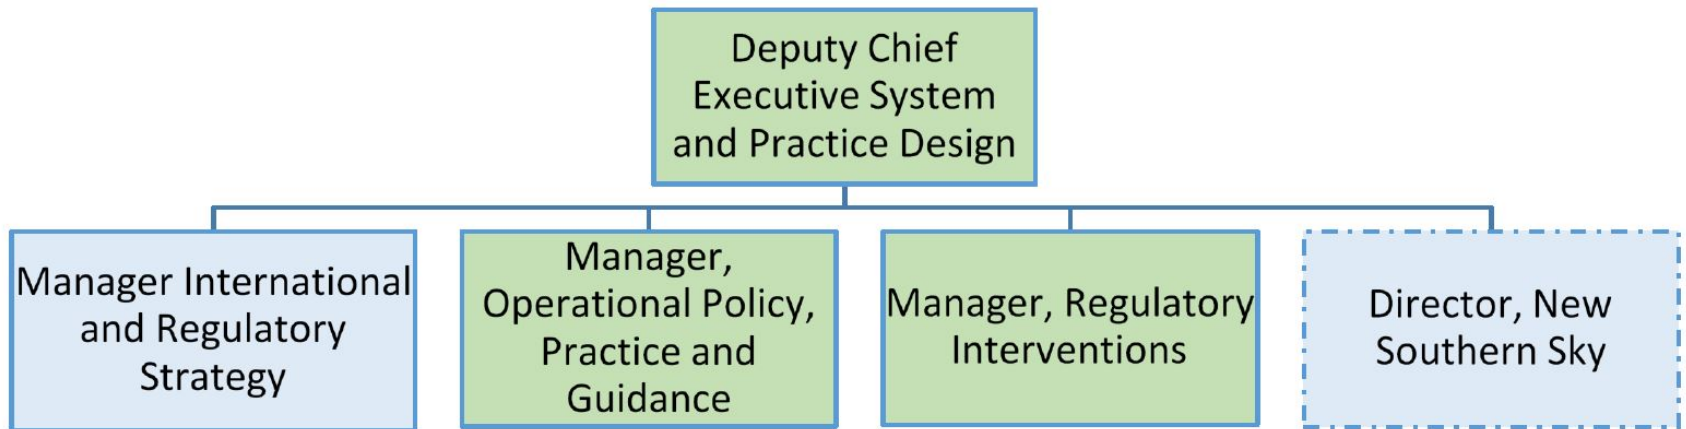 Deputy Chief
Executive System
and Practice Design
Manager International
and Regulatory
Strategy
Manager,
Operational Policy,
Practice and
Guidance
Manager, Regulatory
Interventions
Director, New
Southern Sky